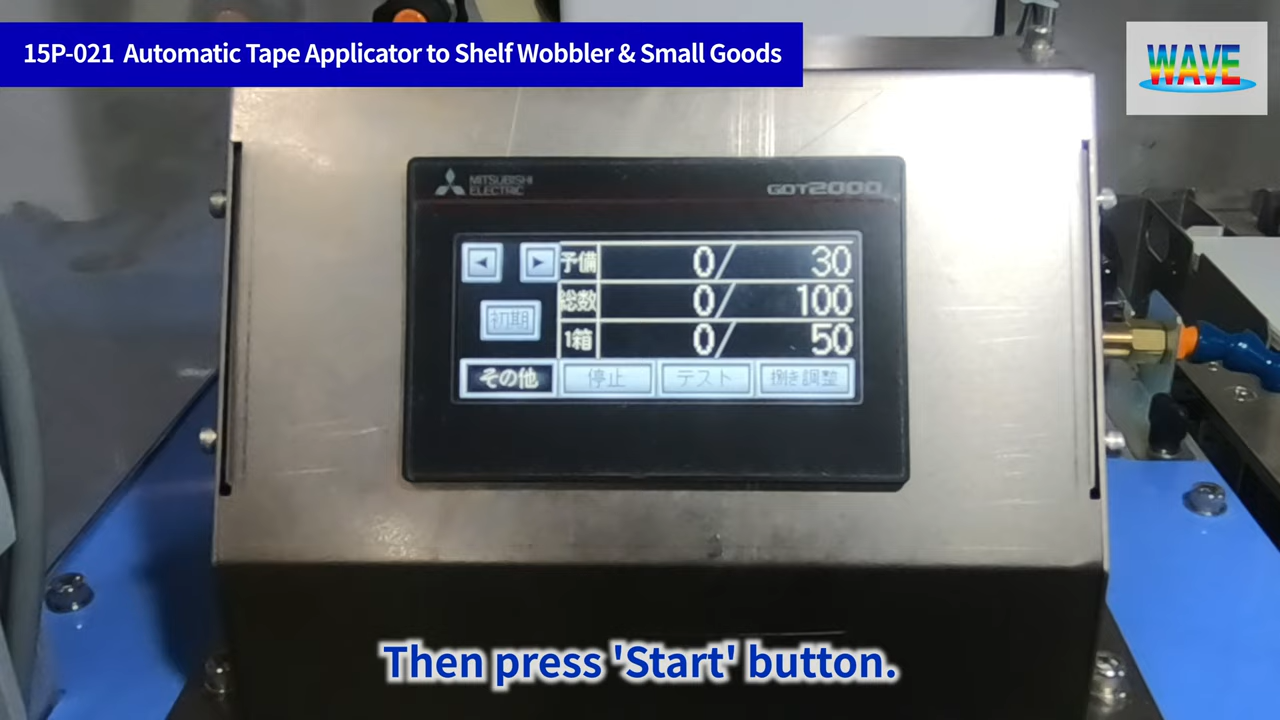 15P-021 Automatic Tape Applicator to Shelf Wobbler & Small Goods
WAVE
MITSUBISHI
ELECTRIC
GOT2000
予備 0/ 30
初期
総数 0/ 100
1箱 0/ 50
その他 停止 テスト 捌き調整
Then press 'Start' button.